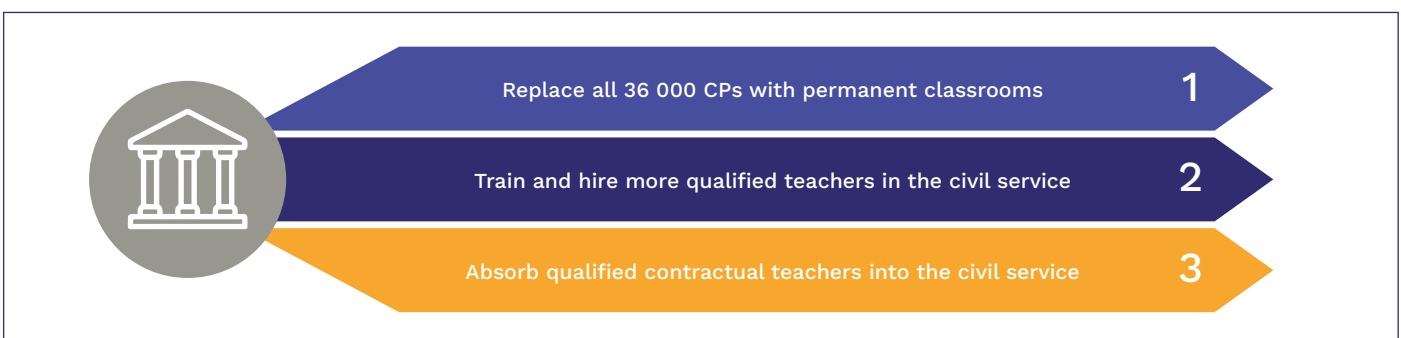 Replace all 36 000 CPs with permanent classrooms 1
Train and hire more qualified teachers in the civil service 2
Absorb qualified contractual teachers into the civil service 3